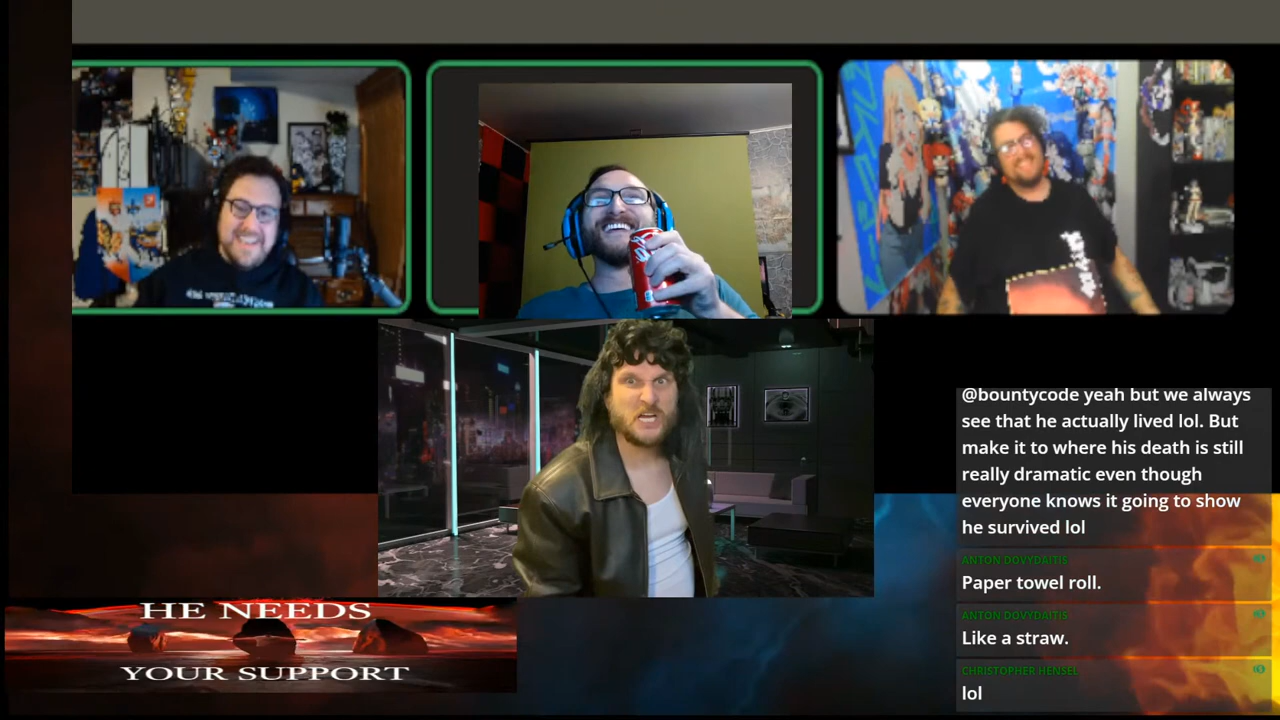 @bountycode yeah but we always
see that he actually lived lol. But
make it to where his death is still
really dramatic even though
everyone knows it going to show
he survived lol
ANTON DOVYDAITIS
Paper towel roll.
ANTON DOVYDAITIS
Like a straw.
CHRISTOPHER HENSEL
lol
HE NEEDS
YOUR SUPPORT